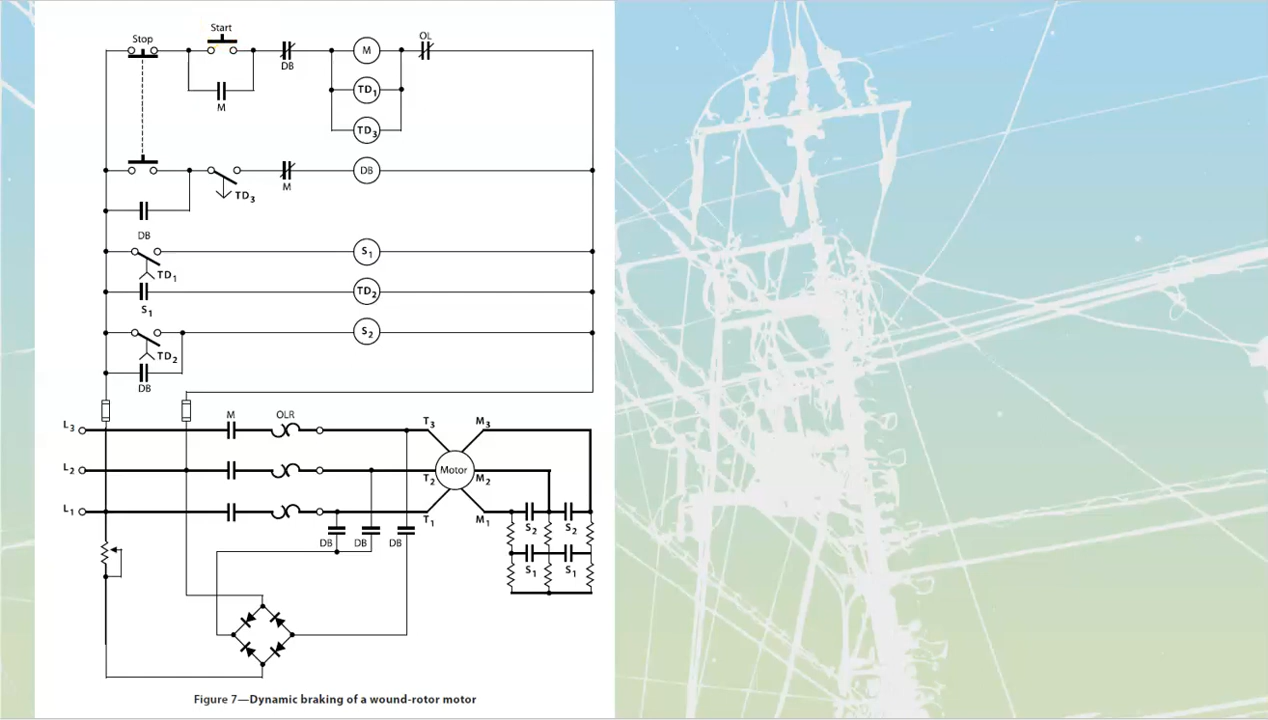 Start
Stop
OL
M
DB
M
TD1
TD3
DB
TD3
M
DB
S1
TD1
TD2
S1
S2
TD2
DB
M OLR T3 M3
L3
L2 Motor
T2 M2
L1
T1 M1
S2 S2
DB DB DB
S1 S1
Figure 7—Dynamic braking of a wound-rotor motor